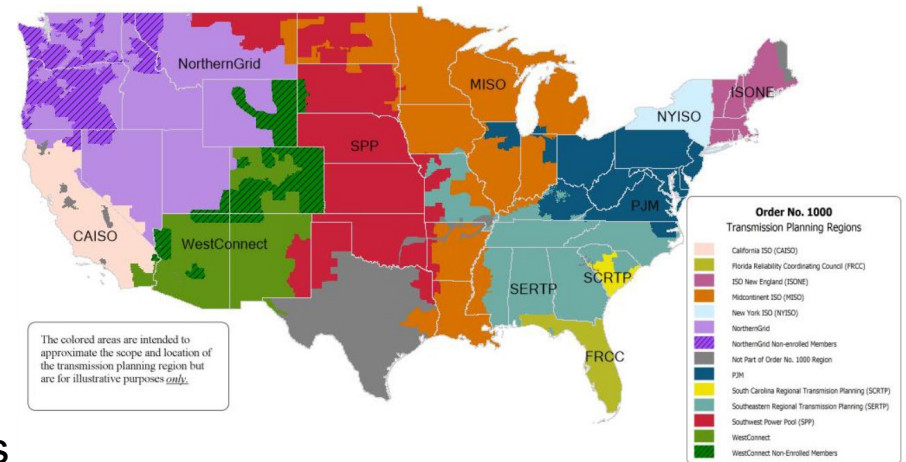 NorthernGrid
MISO
ISONE
NYISO
SPP
PJM
CAISO
WestConnect
SCRTP
SERTP
FRCC
The colored areas are intended to
approximate the scope and location of
the transmission planning region but
are for illustrative purposes only.
Order No. 1000
Transmission Planning Regions
California ISO (CAISO)
Florida Reliability Coordinating Council (FRCC)
ISO New England (ISONE)
Midcontinent ISO (MISO)
New York ISO (NYISO)
NorthernGrid
NorthernGrid Non-enrolled Members
Not Part of Order No. 1000 Region
PJM
South Carolina Regional Transmision Planning (SCRTP)
Southeastern Regional Transmission Planning (SERTP)
Southwest Power Pool (SPP)
WestConnect
WestConnect Non-Enrolled Members
s